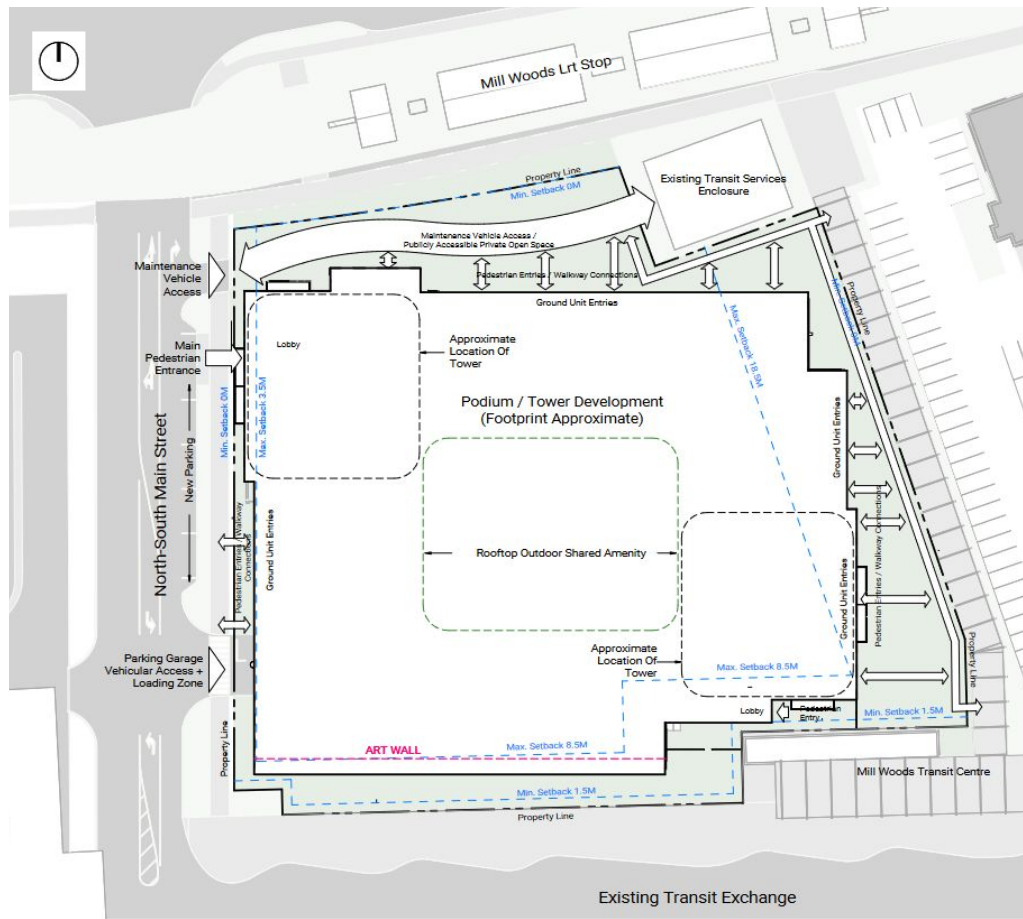 Mill Woods Lrt Stop
Property Line
Min. Setback 0M
Existing Transit Services
Enclosure
Maintenance Vehicle Access /
Publicly Accessible Private Open Space
Maintenance
Vehicle
Access
Pedestrian Entries / Walkway Connections
Ground Unit Entries
Property Line
Min. Setback 0M
Main
Pedestrian
Entrance
Lobby
Approximate
Location Of
Tower
Max. Setback 18.5M
Podium / Tower Development
(Footprint Approximate)
Min. Setback 0M
Max. Setback 3.5M
North-south Main Street
New Parking
Pedestrian Entries / Walkway
Connections
Ground Unit Entries
Rooftop Outdoor Shared Amenity
Ground Unit Entries
Ground Unit Entries
Pedestrian Entries / Walkway Connections
Parking Garage
Vehicular Access +
Loading Zone
Approximate
Location Of
Tower
Max. Setback 8.5M
Property Line
Lobby
Pedestrian
Entry
Min. Setback 1.5M
Property Line
ART WALL
Max. Setback 8.5M
Mill Woods Transit Centre
Min. Setback 1.5M
Property Line
Existing Transit Exchange